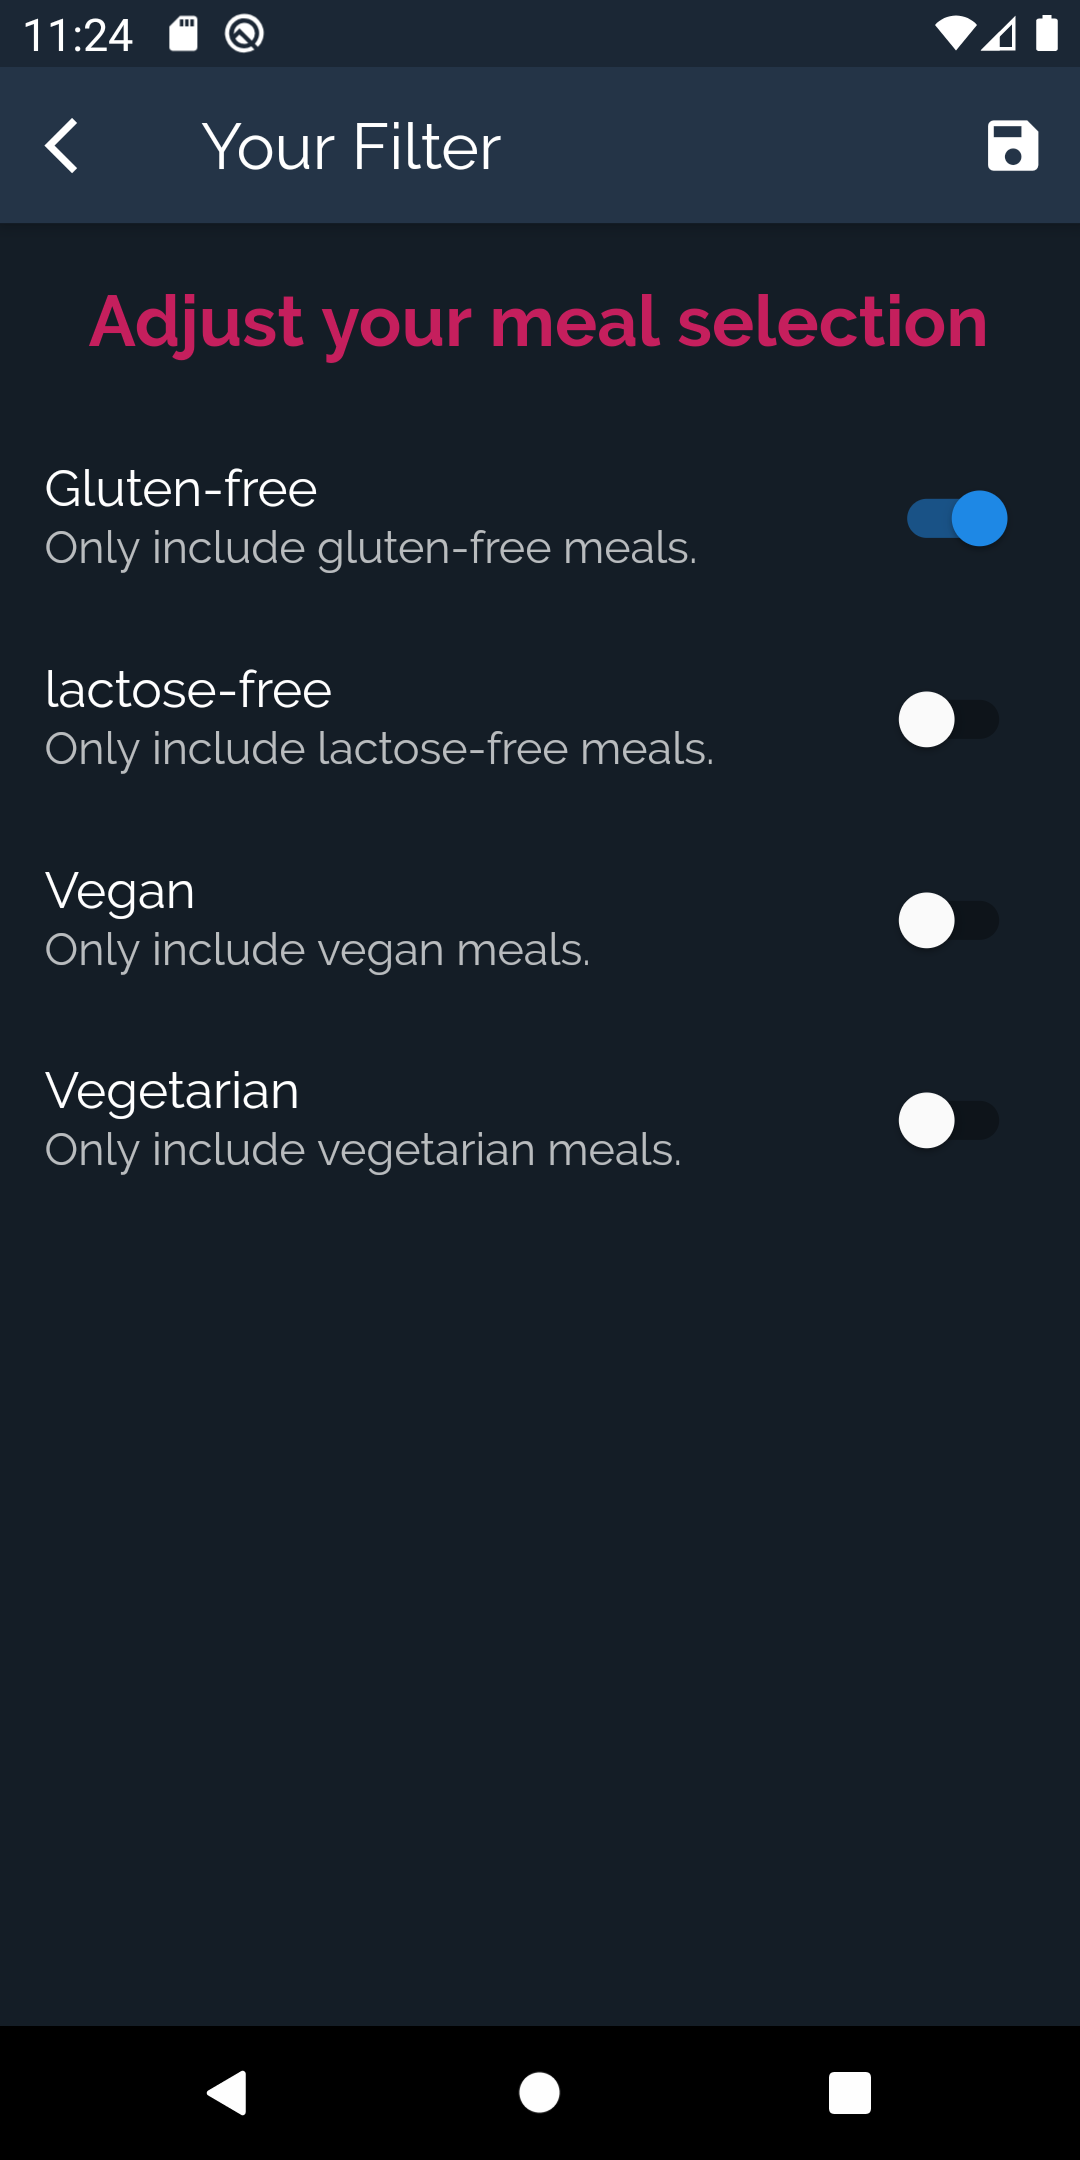 11:24
Your Filter
Adjust your meal selection
Gluten-free
Only include gluten-free meals.
lactose-free
Only include lactose-free meals.
Vegan
Only include vegan meals.
Vegetarian
Only include vegetarian meals.